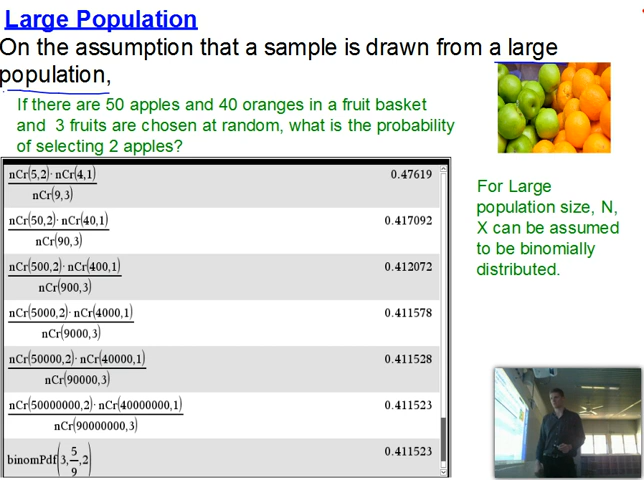 Large Population
On the assumption that a sample is drawn from a large
population,
If there are 50 apples and 40 oranges in a fruit basket
and 3 fruits are chosen at random, what is the probability
of selecting 2 apples?
nCr(5,2)· nCr(4,1)
nCr(9,3)
0.47619
nCr(50,2)· nCr(40,1)
nCr(90,3)
0.417092
nCr(500,2)· nCr(400,1)
nCr(900,3)
0.412072
nCr(5000,2)· nCr(4000,1)
nCr(9000,3)
0.411578
nCr(50000,2)· nCr(40000,1)
nCr(90000,3)
0.411528
nCr(50000000,2)· nCr(40000000,1)
nCr(90000000,3)
0.411523
binomPdf(3,5/9,2)
0.411523
For Large
population size, N,
X can be assumed
to be binomially
distributed.